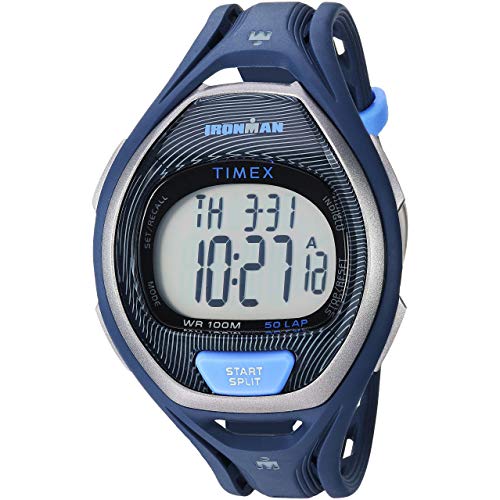 IRONMAN
TIMEX
SET/RECALL
INDIGLO
TH 3-31
10:27 18
A
MODE
STOP/RESET
WR 100M 50 LAP
START
SPLIT